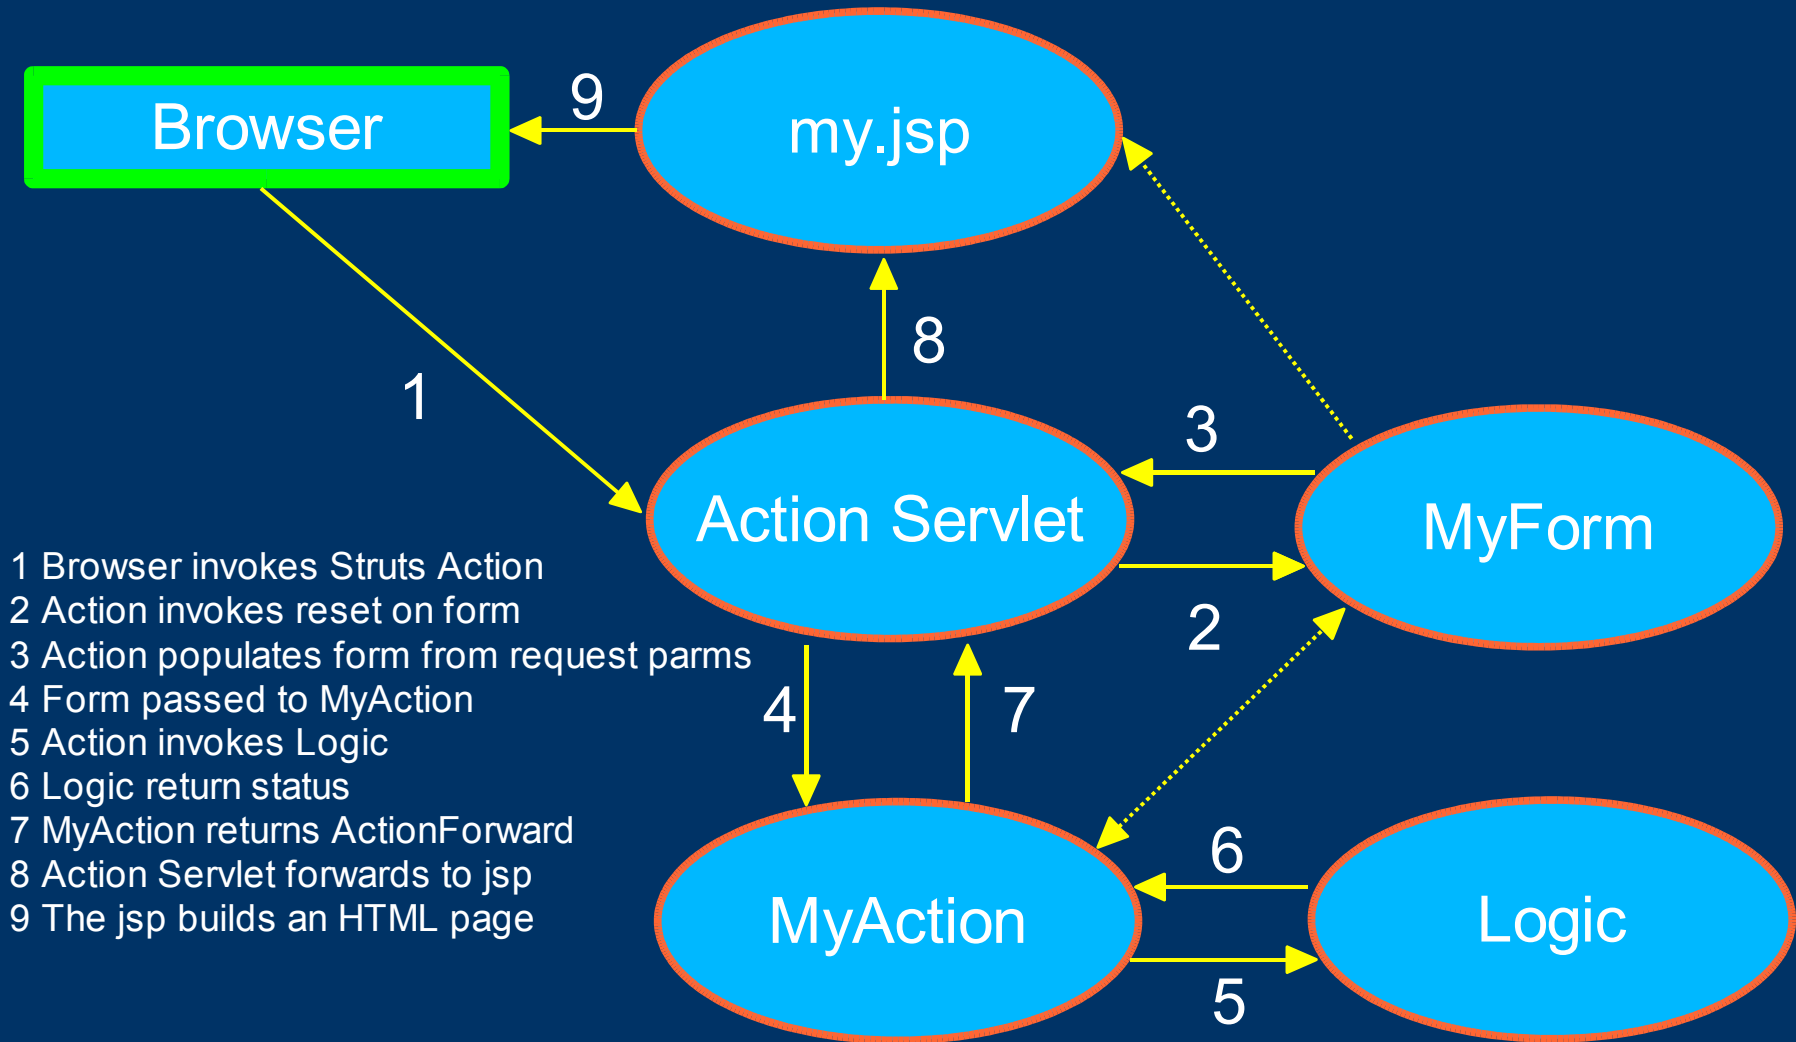 Browser
9
my.jsp
8
1
3
Action Servlet
MyForm
2
1 Browser invokes Struts Action
2 Action invokes reset on form
3 Action populates form from request parms
4 Form passed to MyAction
5 Action invokes Logic
6 Logic return status
7 MyAction returns ActionForward
8 Action Servlet forwards to jsp
9 The jsp builds an HTML page
4
7
6
MyAction
Logic
5